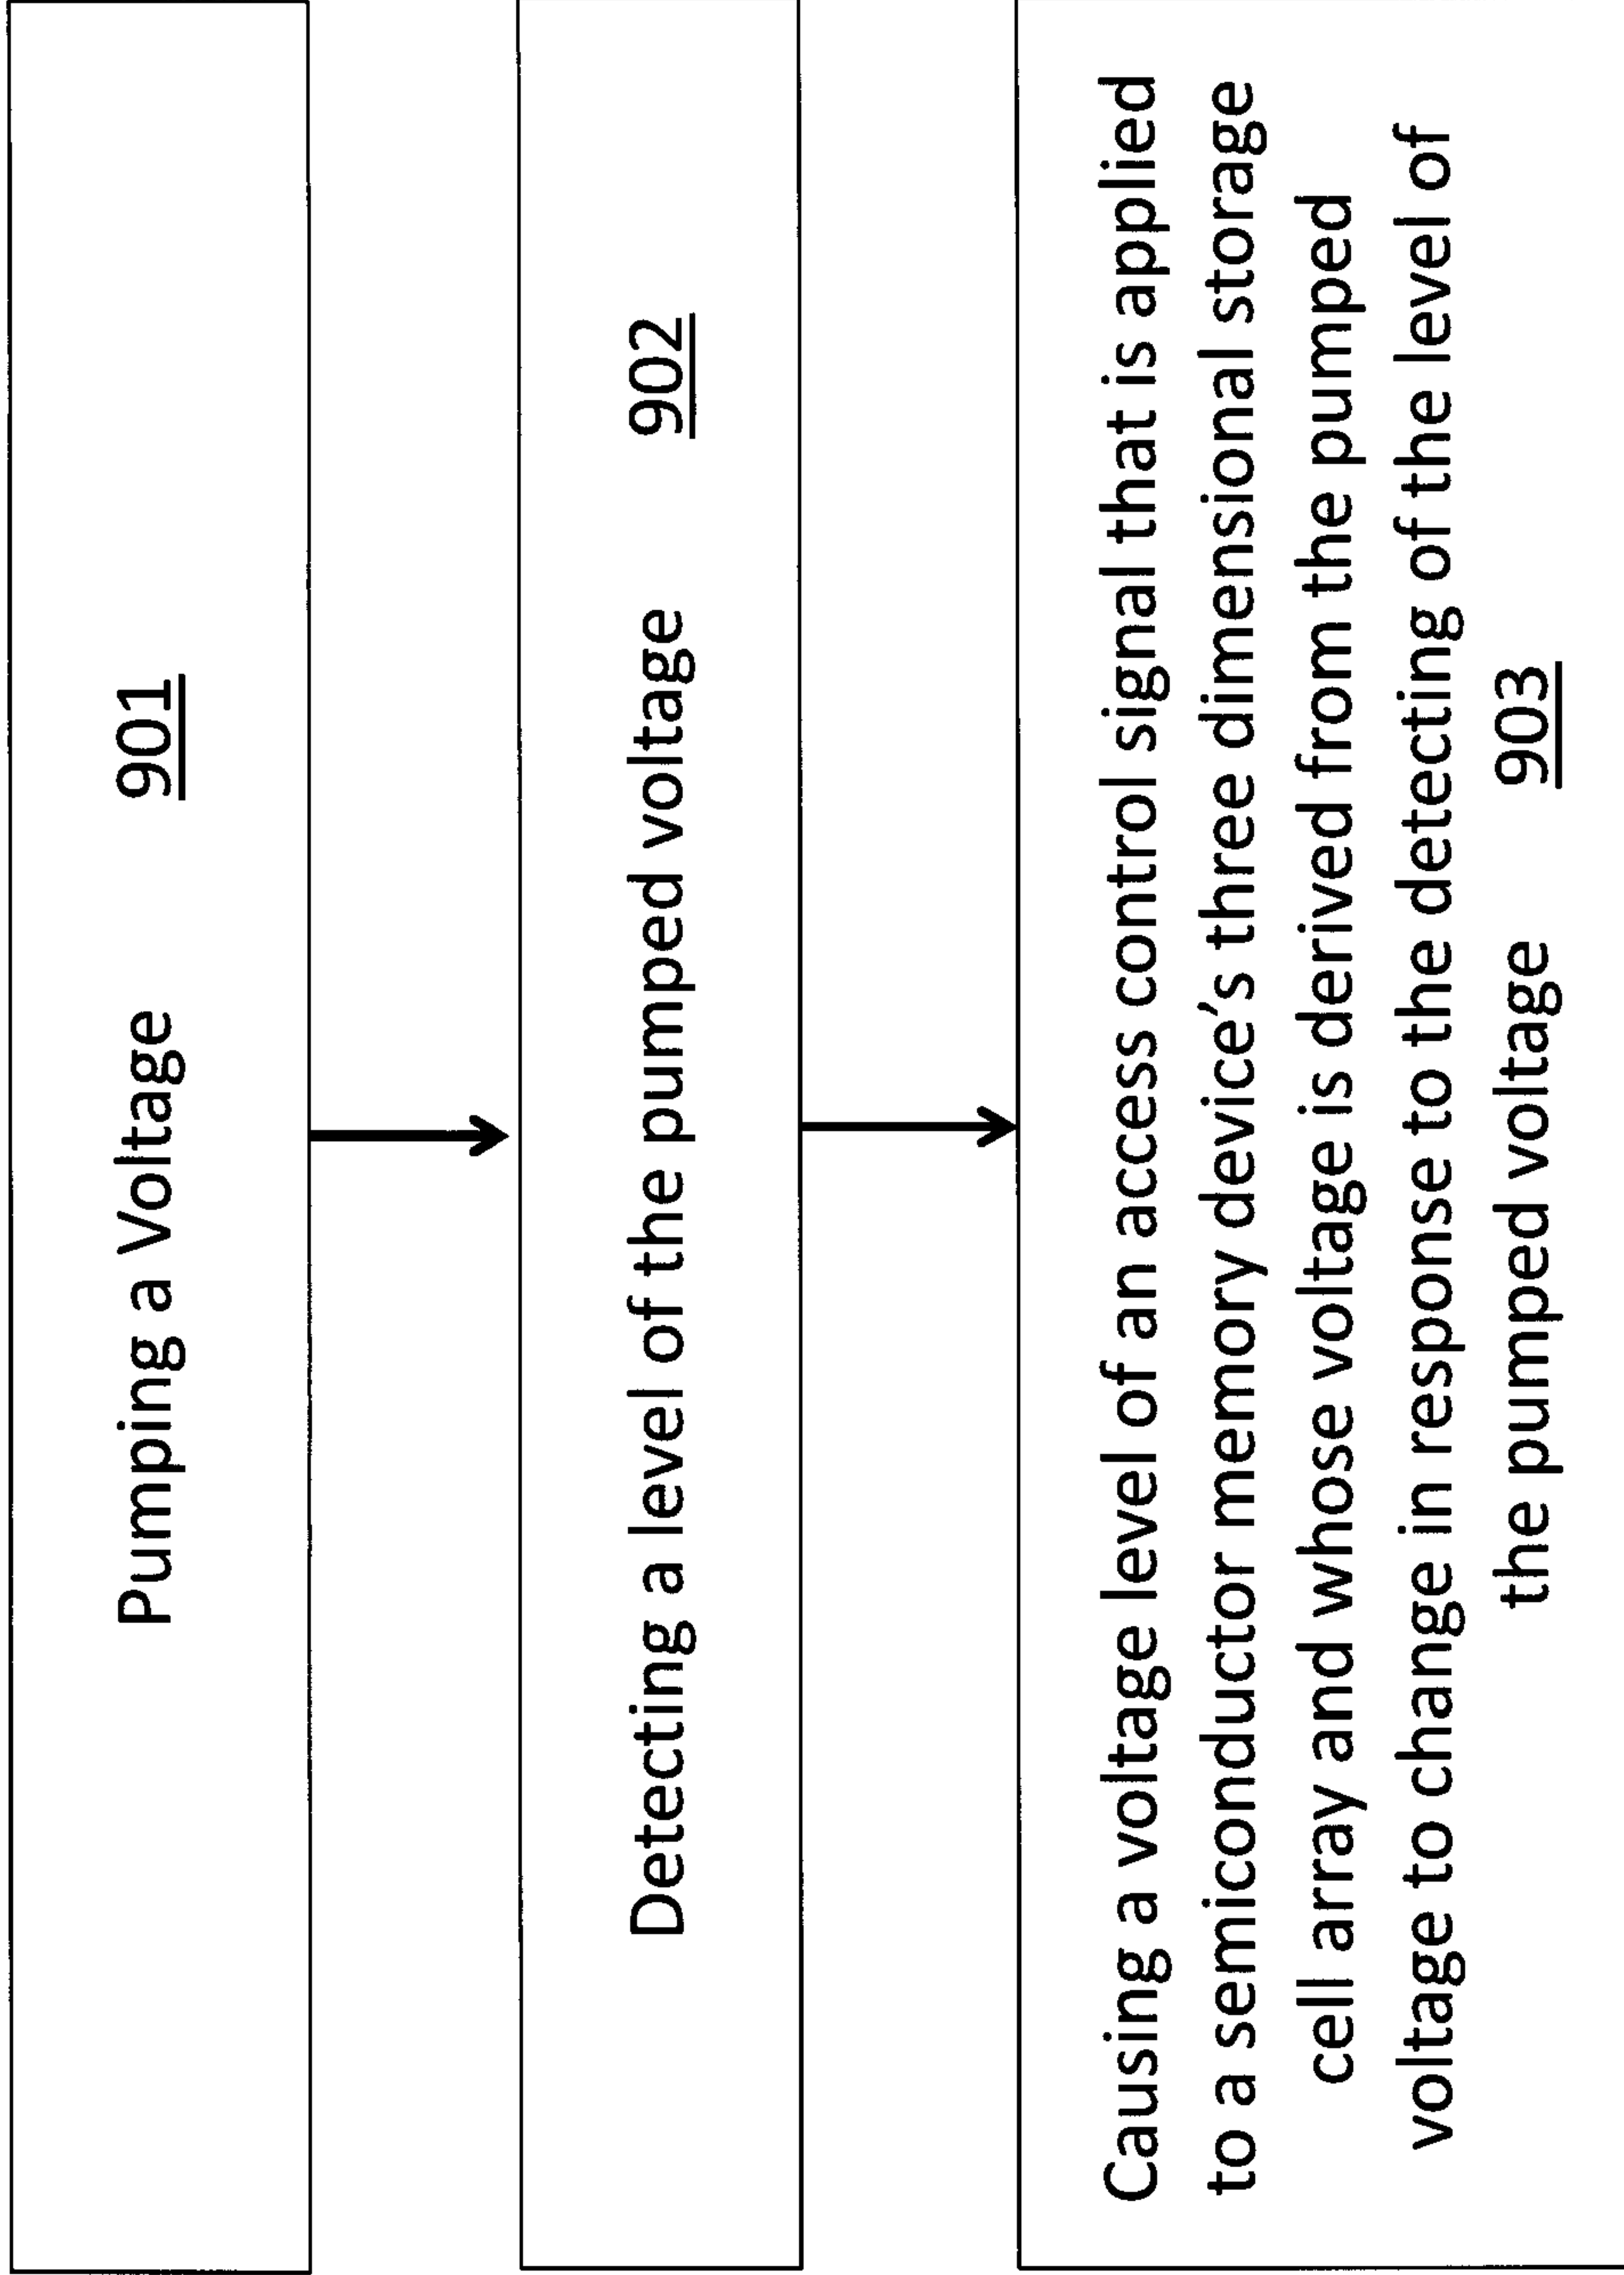 Pumping a Voltage 901
Detecting a level of the pumped voltage 902
Causing a voltage level of an access control signal that is applied
to a semiconductor memory device's three dimensional storage
cell array and whose voltage is derived from the pumped
voltage to change in response to the detecting of the level of
the pumped voltage 903